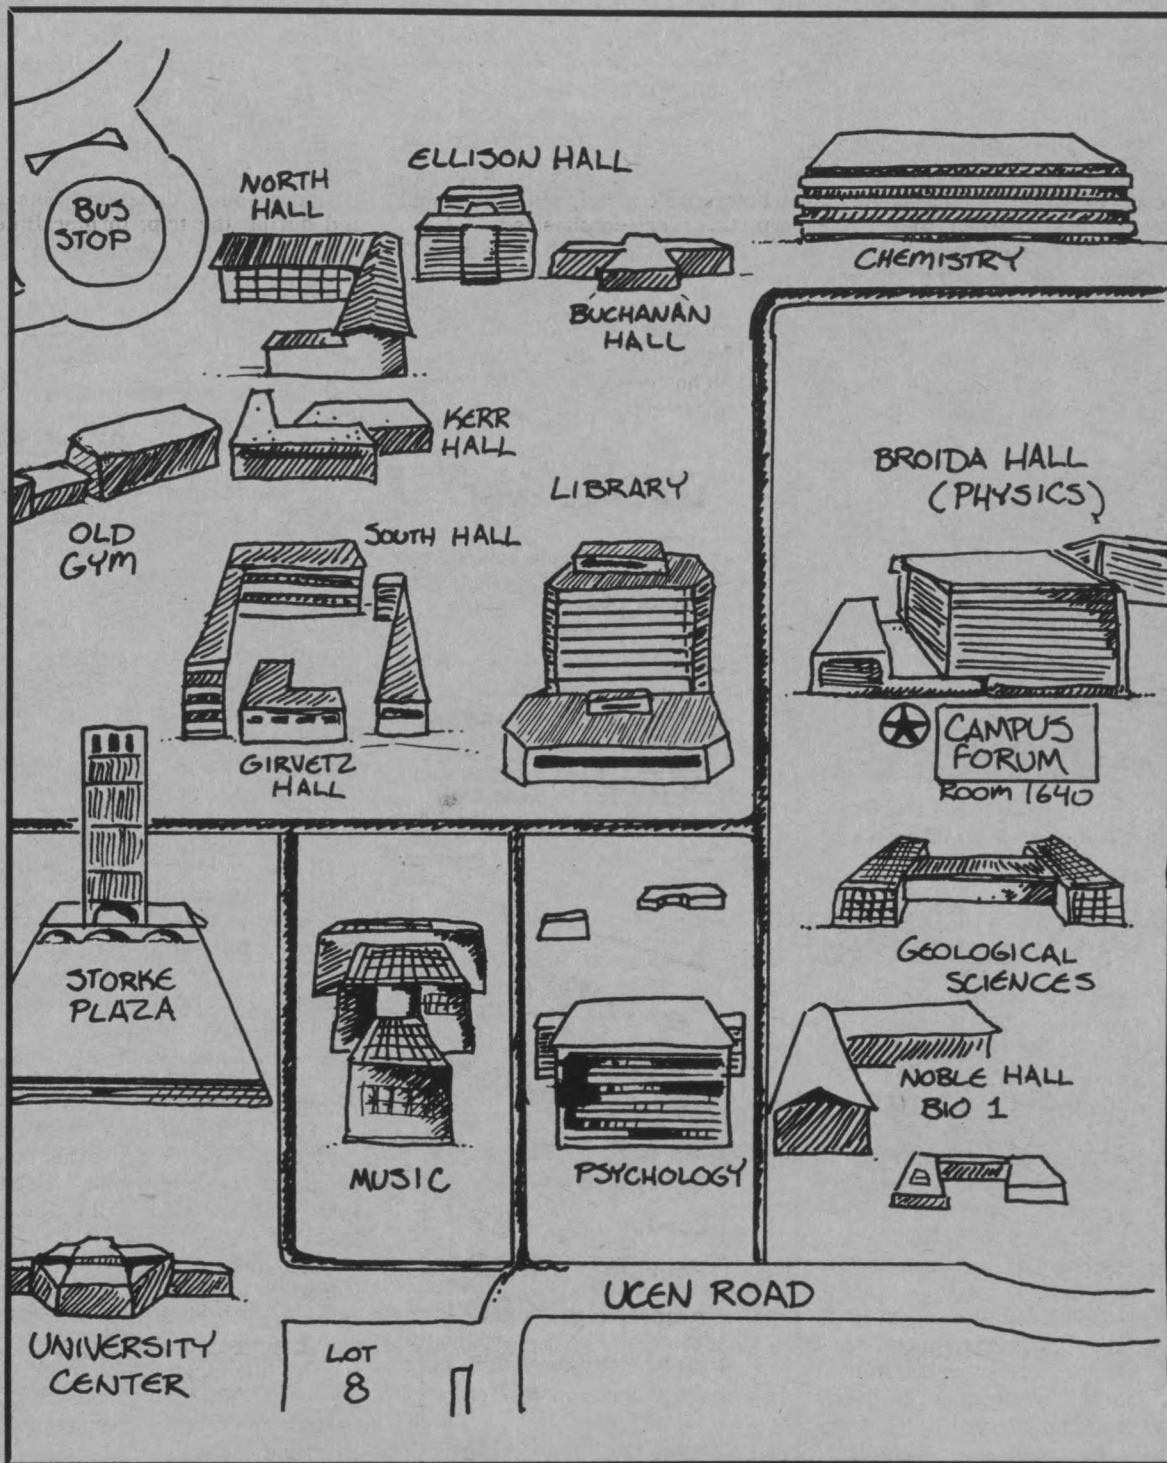 BUS
STOP
NORTH
HALL
ELLISON HALL
BUCHANAN
HALL
CHEMISTRY
KERR
HALL
OLD
GYM
SOUTH HALL
LIBRARY
BROIDA HALL
(PHYSICS)
GIRVETZ
HALL
CAMPUS
FORUM
ROOM 1640
STORKE
PLAZA
GEOLOGICAL
SCIENCES
NOBLE HALL
BIO 1
MUSIC
PSYCHOLOGY
UCEN ROAD
UNIVERSITY
CENTER
LOT
8